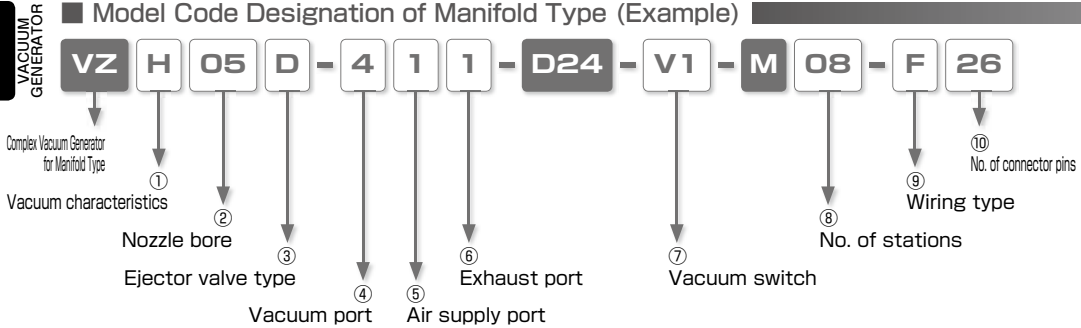 VACUUM
GENERATOR
■ Model Code Designation of Manifold Type (Example)
VZ H 05 D - 4 1 1 - D24 - V1 - M 08 - F 26
Complex Vacuum Generator
for Manifold Type
①
Vacuum characteristics
②
Nozzle bore
③
Ejector valve type
④
Vacuum port
⑤
Air supply port
⑥
Exhaust port
⑦
Vacuum switch
⑧
No. of stations
⑨
Wiring type
⑩
No. of connector pins